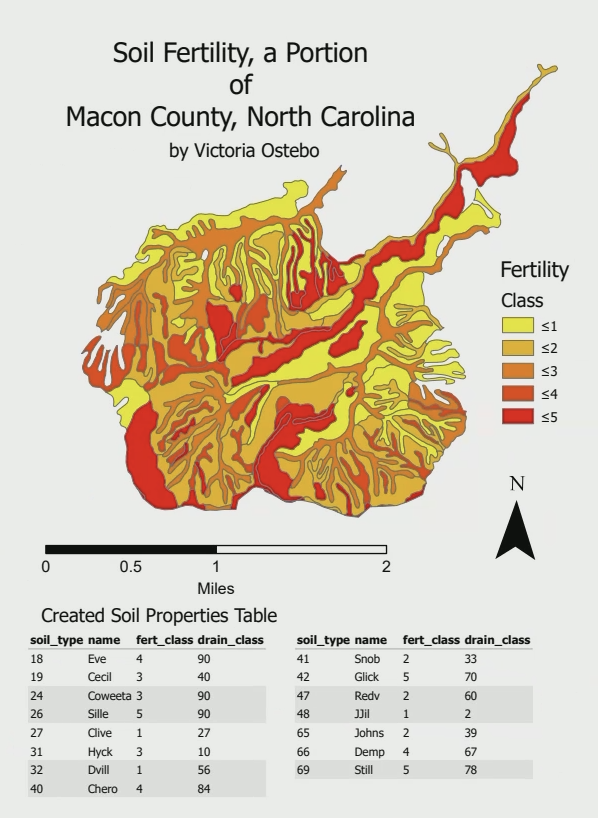 Soil Fertility, a Portion
of
Macon County, North Carolina
by Victoria Ostebo
Fertility
Class
≤1
≤2
≤3
≤4
≤5
N
0 0.5 1 2
Miles
Created Soil Properties Table
soil_type name fert_class drain_class
18 Eve 4 90
19 Cecil 3 40
24 Coweeta 3 90
26 Sille 5 90
27 Clive 1 27
31 Hyck 3 10
32 Dvill 1 56
40 Chero 4 84
soil_type name fert_class drain_class
41 Snob 2 33
42 Glick 5 70
47 Redv 2 60
48 JJil 1 2
65 Johns 2 39
66 Demp 4 67
69 Still 5 78